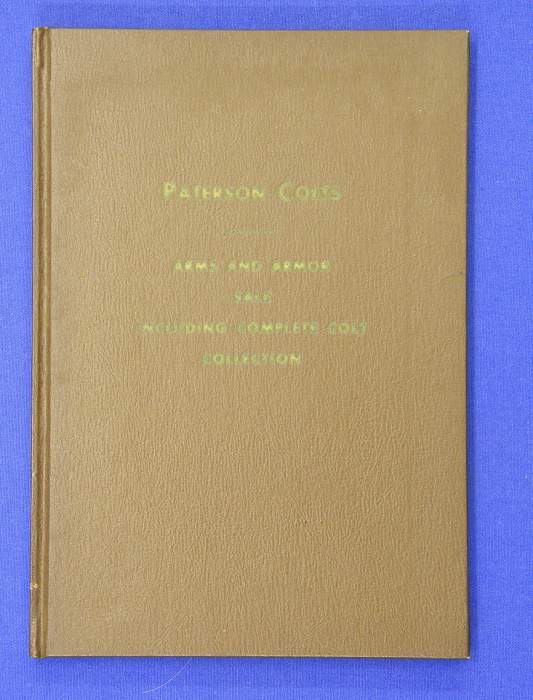 PATERSON COLTS
ARMS AND ARMOR
SALE
INCLUDING COMPLETE COLT
COLLECTION